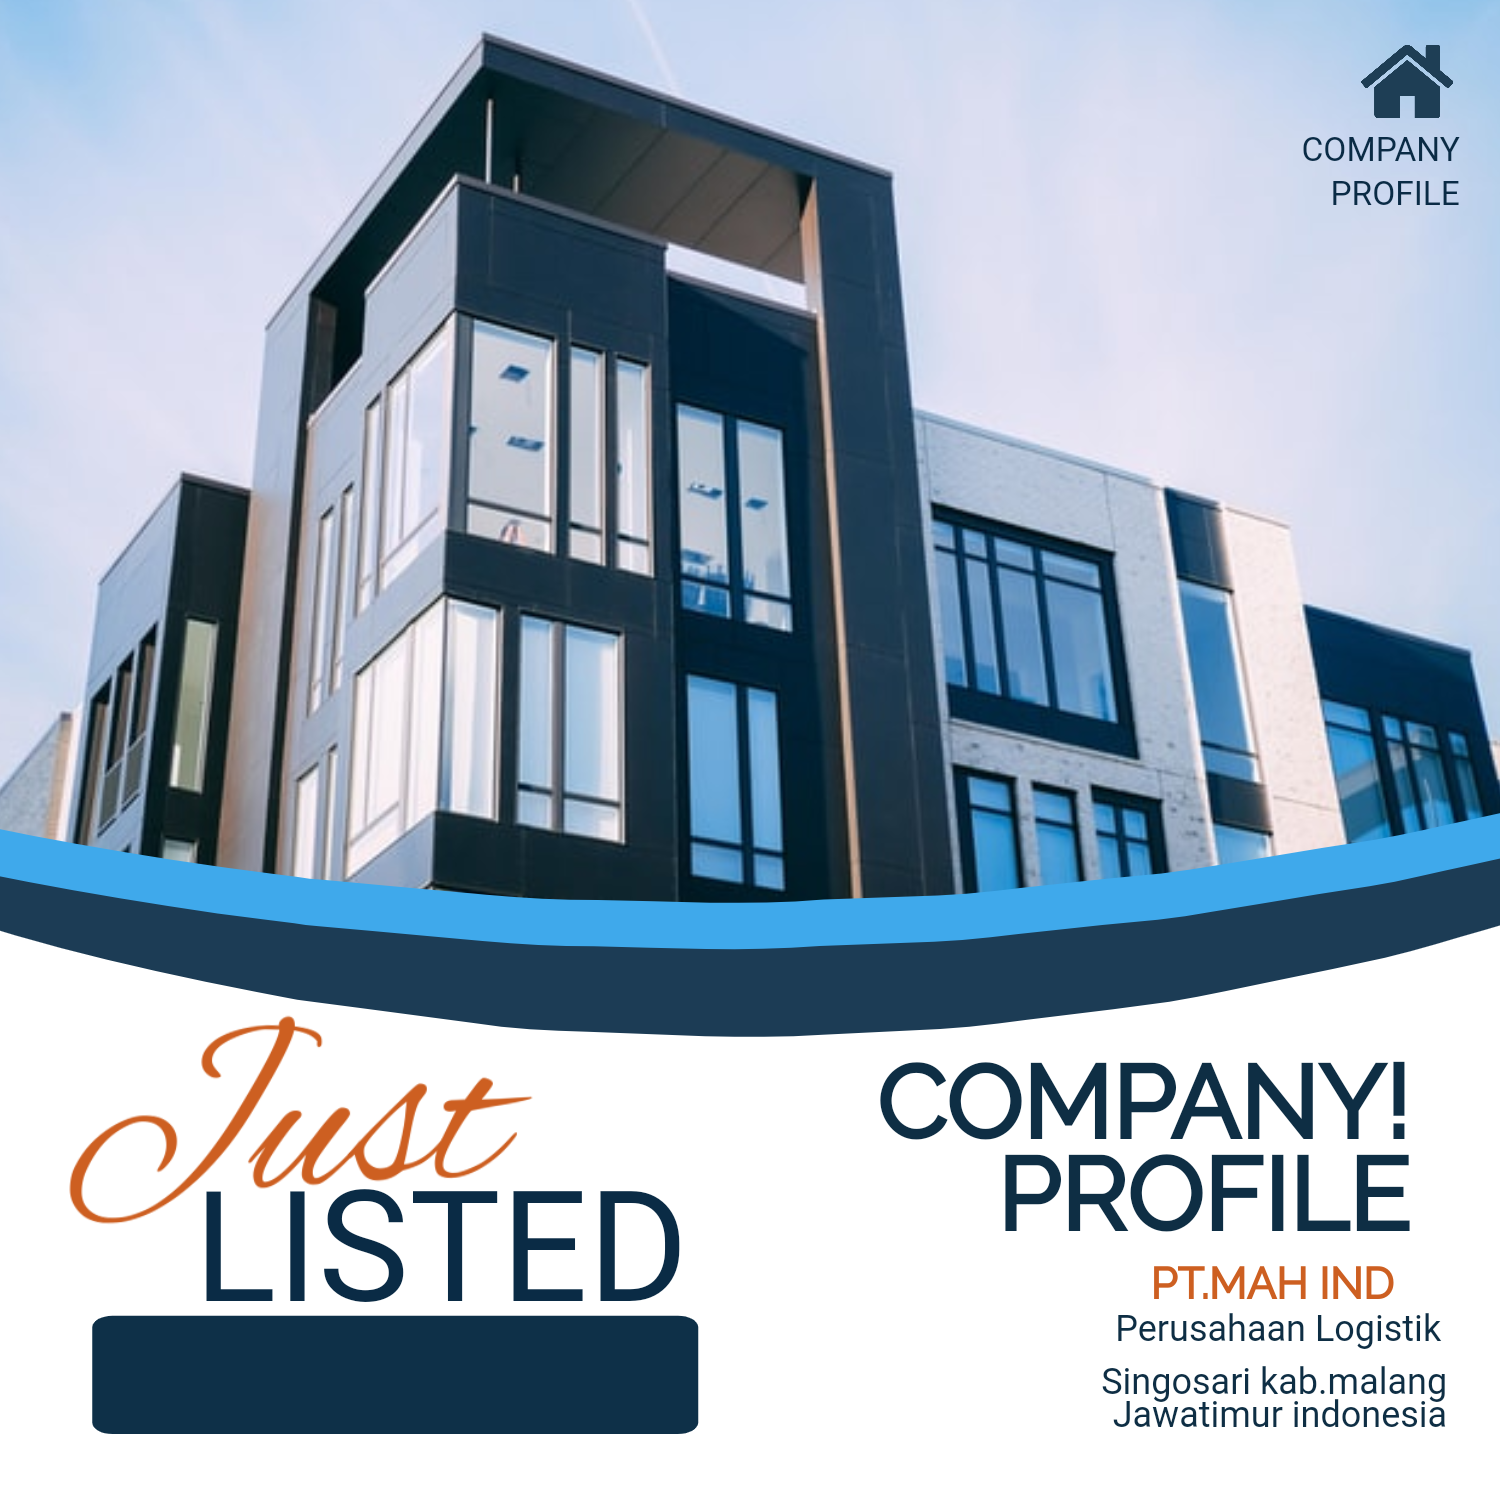 COMPANY
PROFILE
Just
LISTED
COMPANY!
PROFILE
PT.MAH IND
Perusahaan Logistik
Singosari kab.malang
Jawatimur indonesia